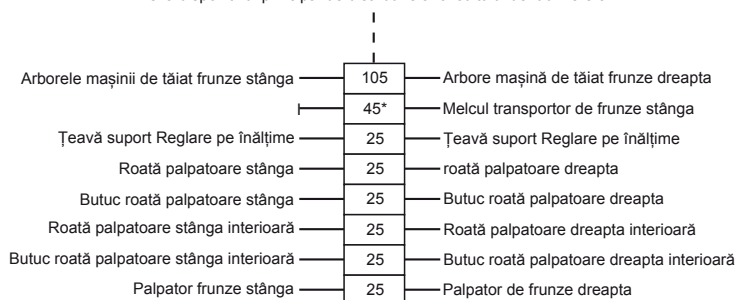 Arborele mașinii de tăiat frunze stânga 105 Arbore mașină de tăiat frunze dreapta
45* Melcul transportor de frunze stânga
Țeavă suport Reglare pe înălțime 25 Țeavă suport Reglare pe înălțime
Roată palpatoare stânga 25 roată palpatoare dreapta
Butuc roată palpatoare stânga 25 Butuc roată palpatoare dreapta
Roată palpatoare stânga interioară 25 Roată palpatoare dreapta interioară
Butuc roată palpatoare stânga interioară 25 Butuc roată palpatoare dreapta interioară
Palpator frunze stânga 25 Palpator de frunze dreapta